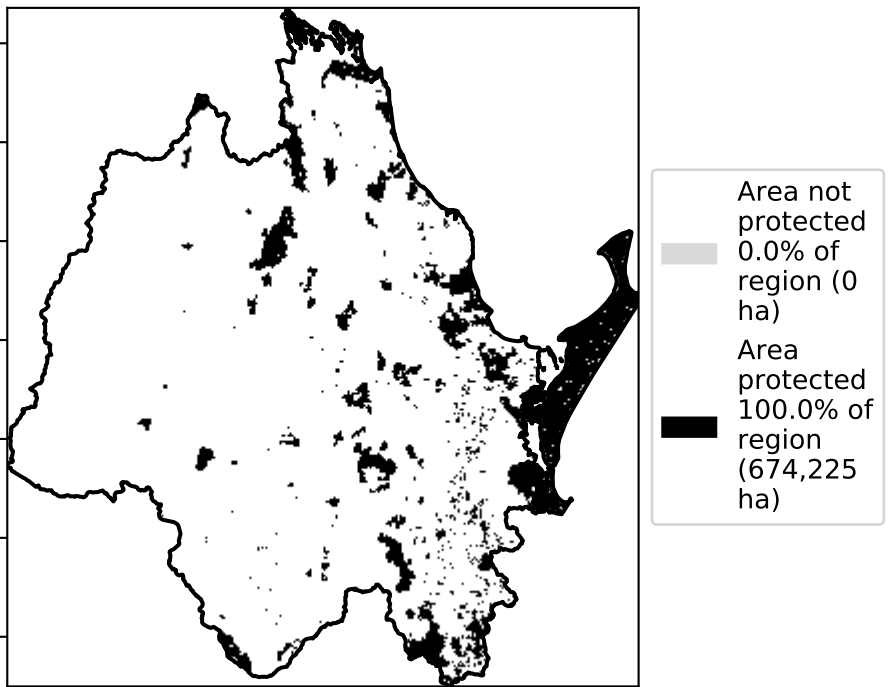 Area not
protected
0.0% of
region (0
ha)
Area
protected
100.0% of
region
(674,225
ha)